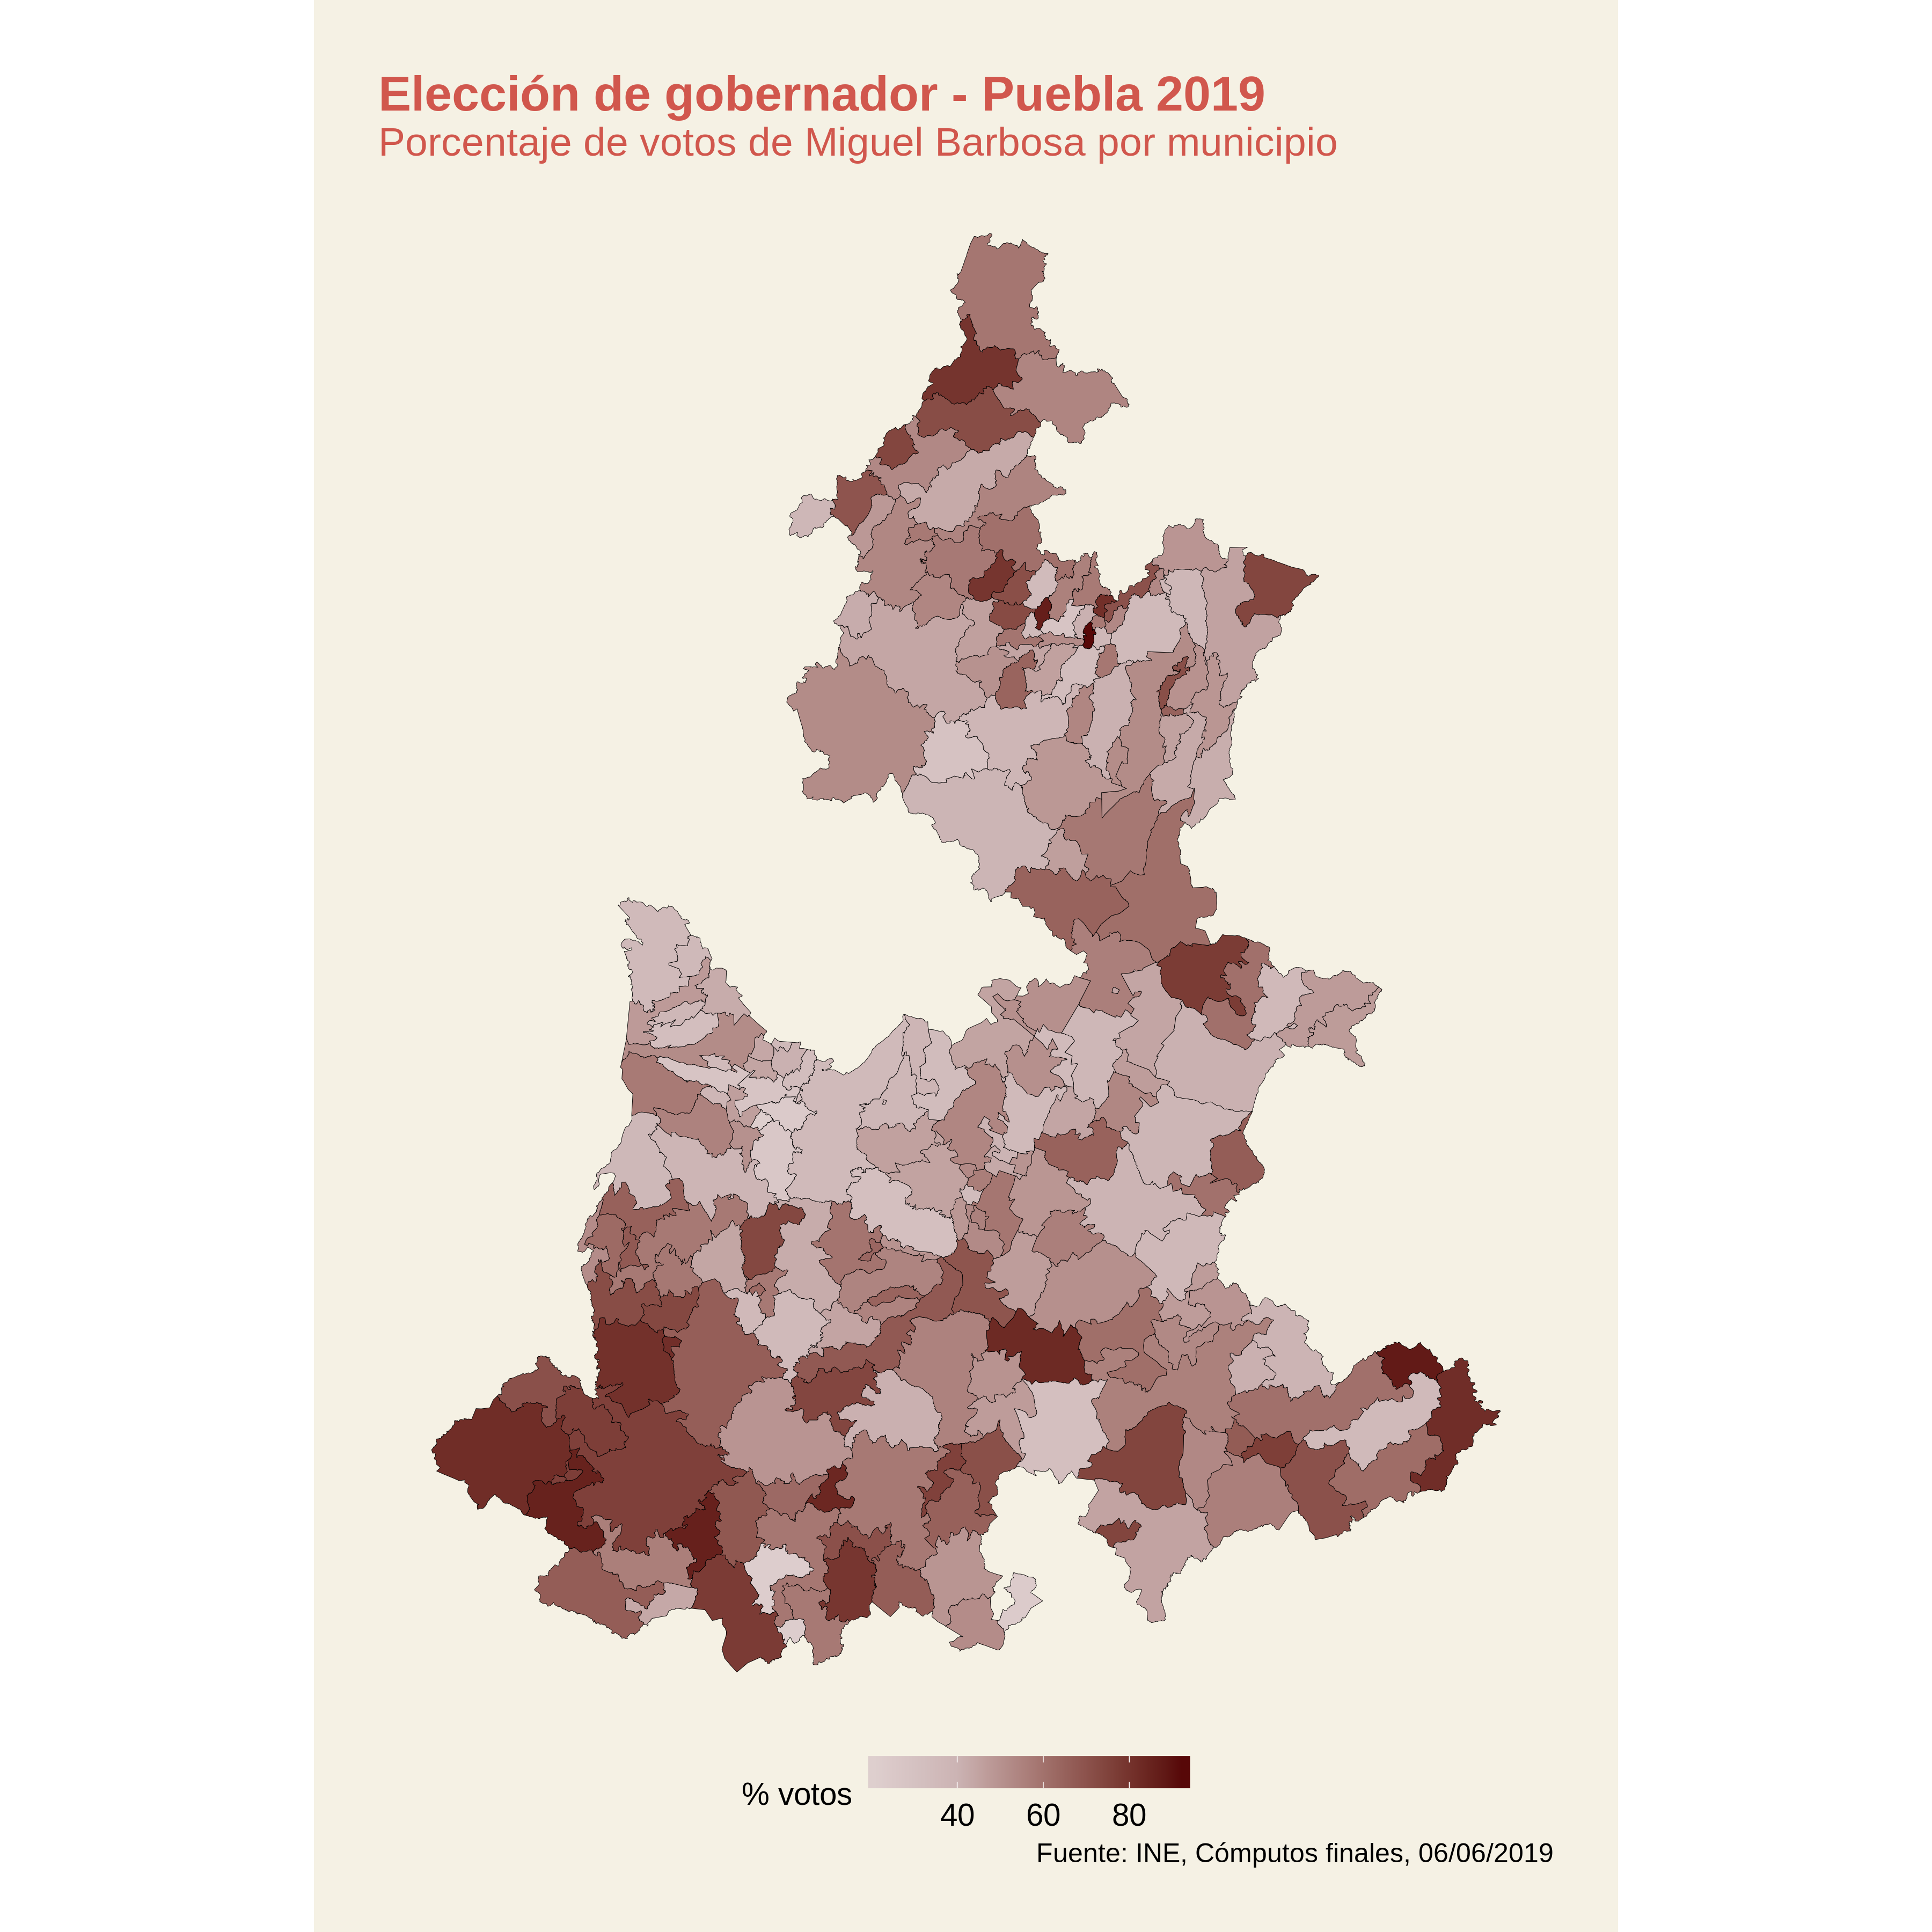 Elección de gobernador - Puebla 2019
Porcentaje de votos de Miguel Barbosa por municipio
% votos
40 60 80
Fuente: INE, Cómputos finales, 06/06/2019